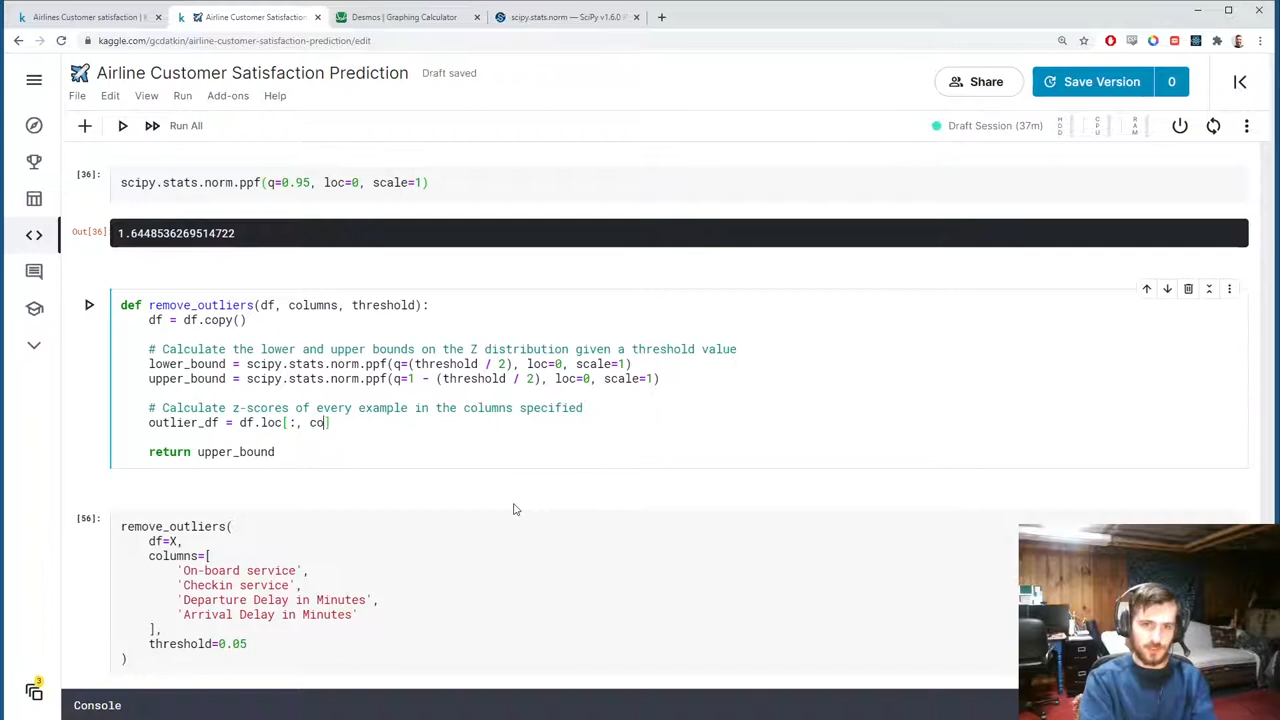 Airlines Customer satisfaction | K
Airline Customer Satisfaction
Desmos | Graphing Calculator
scipy.stats.norm — SciPy v1.6.0
kaggle.com/gcdatkin/airline-customer-satisfaction-prediction/edit
Airline Customer Satisfaction Prediction
Draft saved
Share
Save Version
0
File Edit View Run Add-ons Help
Run All
Draft Session (37m)
HDD
CPU
RAM
[36]:
scipy.stats.norm.ppf(q=0.95, loc=0, scale=1)
Out[36]:
1.6448536269514722
def remove_outliers(df, columns, threshold):
df = df.copy()
# Calculate the lower and upper bounds on the Z distribution given a threshold value
lower_bound = scipy.stats.norm.ppf(q=(threshold / 2), loc=0, scale=1)
upper_bound = scipy.stats.norm.ppf(q=1 - (threshold / 2), loc=0, scale=1)
# Calculate z-scores of every example in the columns specified
outlier_df = df.loc[:, co]
return upper_bound
[56]:
remove_outliers(
df=X,
columns=[
'On-board service',
'Checkin service',
'Departure Delay in Minutes',
'Arrival Delay in Minutes'
],
threshold=0.05
)
3
Console